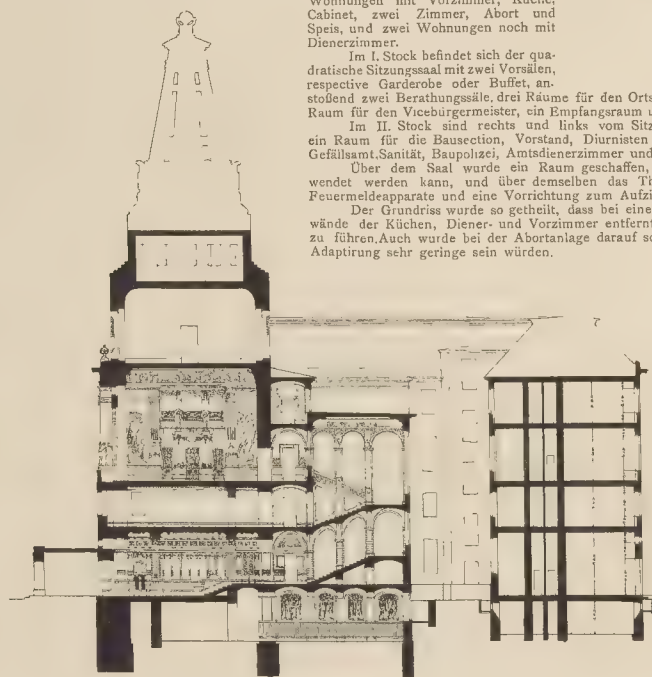 Wohnungen mit Vorzimmer, Küche,
Cabinet, zwei Zimmer, Abort und
Speis, und zwei Wohnungen noch mit
Dienerzimmer.
Im I. Stock befindet sich der qua-
dratische Sitzungssaal mit zwei Vorsälen,
respective Garderobe oder Buffet, an-
stoßend zwei Berathungssäle, drei Räume für den Orts
Raum für den Vicebürgermeister, ein Empfangsraum u
Im II. Stock sind rechts und links vom Sitz
ein Raum für die Bausection, Vorstand, Diurnisten
Gefällsamt, Sanität, Baupolizei, Amtsdienerzimmer und
Über dem Saal wurde ein Raum geschaffen,
wendet werden kann, und über demselben das Th
Feuermeldeapparate und eine Vorrichtung zum Aufzi
Der Grundriss wurde so getheilt, dass bei eine
wände der Küchen, Diener- und Vorzimmer entfernt
zu führen. Auch wurde bei der Abortanlage darauf so
Adaptirung sehr geringe sein würden.